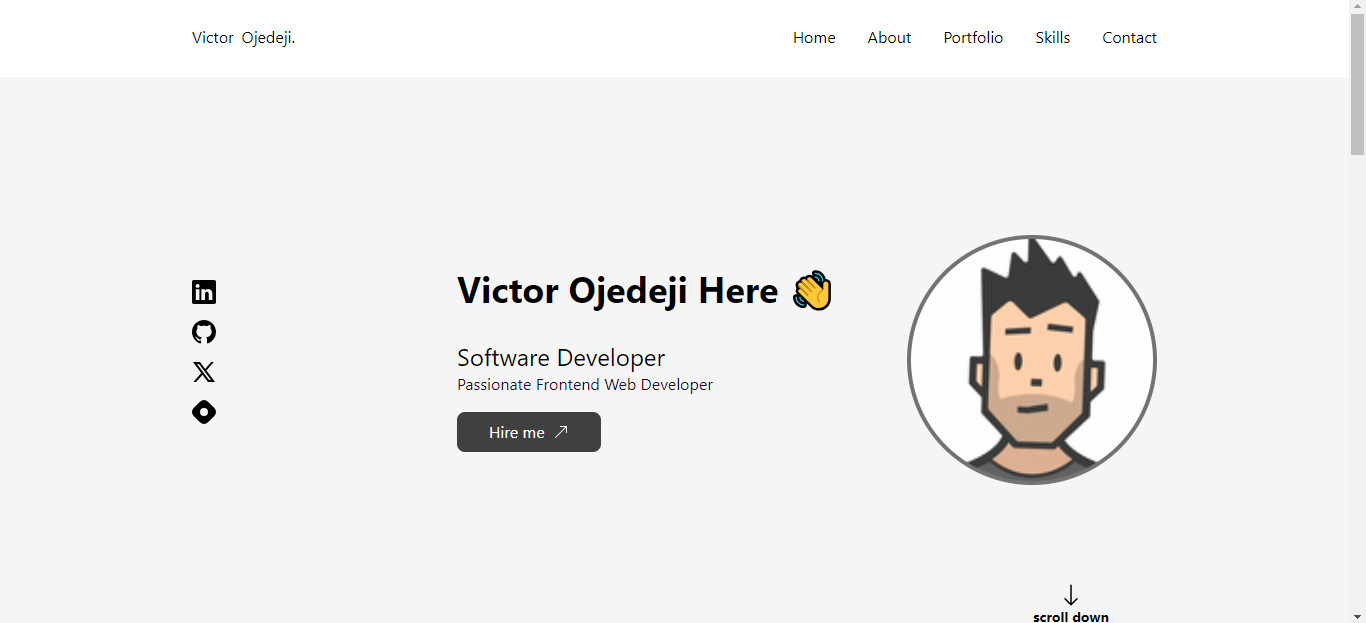 Victor Ojedeji.
Home About Portfolio Skills Contact
in
Victor Ojedeji Here 👋
Software Developer
Passionate Frontend Web Developer
Hire me
scroll down